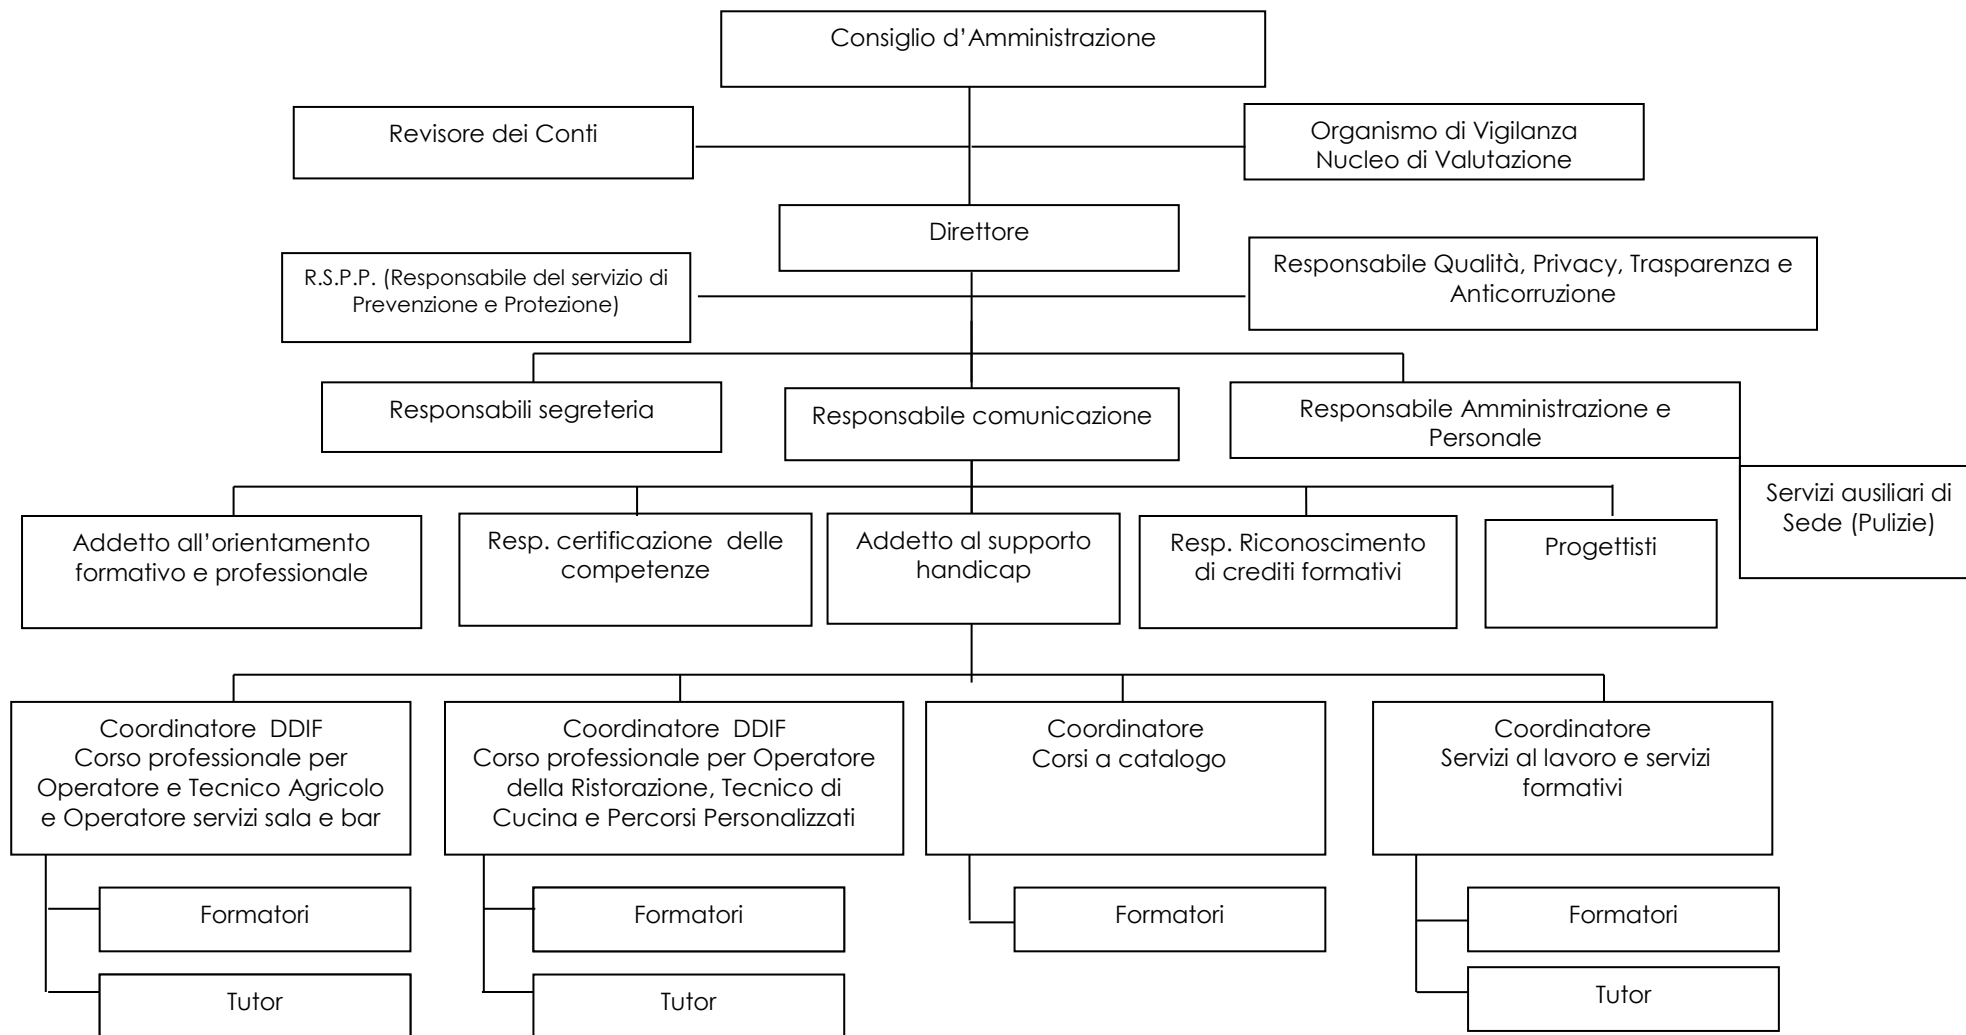 Consiglio d'Amministrazione
Revisore dei Conti
Organismo di Vigilanza
Nucleo di Valutazione
Direttore
R.S.P.P. (Responsabile del servizio di
Prevenzione e Protezione)
Responsabile Qualità, Privacy, Trasparenza e
Anticorruzione
Responsabili segreteria
Responsabile comunicazione
Responsabile Amministrazione e
Personale
Servizi ausiliari di
Sede (Pulizie)
Addetto all'orientamento
formativo e professionale
Resp. certificazione delle
competenze
Addetto al supporto
handicap
Resp. Riconoscimento
di crediti formativi
Progettisti
Coordinatore DDIF
Corso professionale per
Operatore e Tecnico Agricolo
e Operatore servizi sala e bar
Coordinatore DDIF
Corso professionale per Operatore
della Ristorazione, Tecnico di
Cucina e Percorsi Personalizzati
Coordinatore
Corsi a catalogo
Coordinatore
Servizi al lavoro e servizi
formativi
Formatori
Formatori
Formatori
Formatori
Tutor
Tutor
Tutor